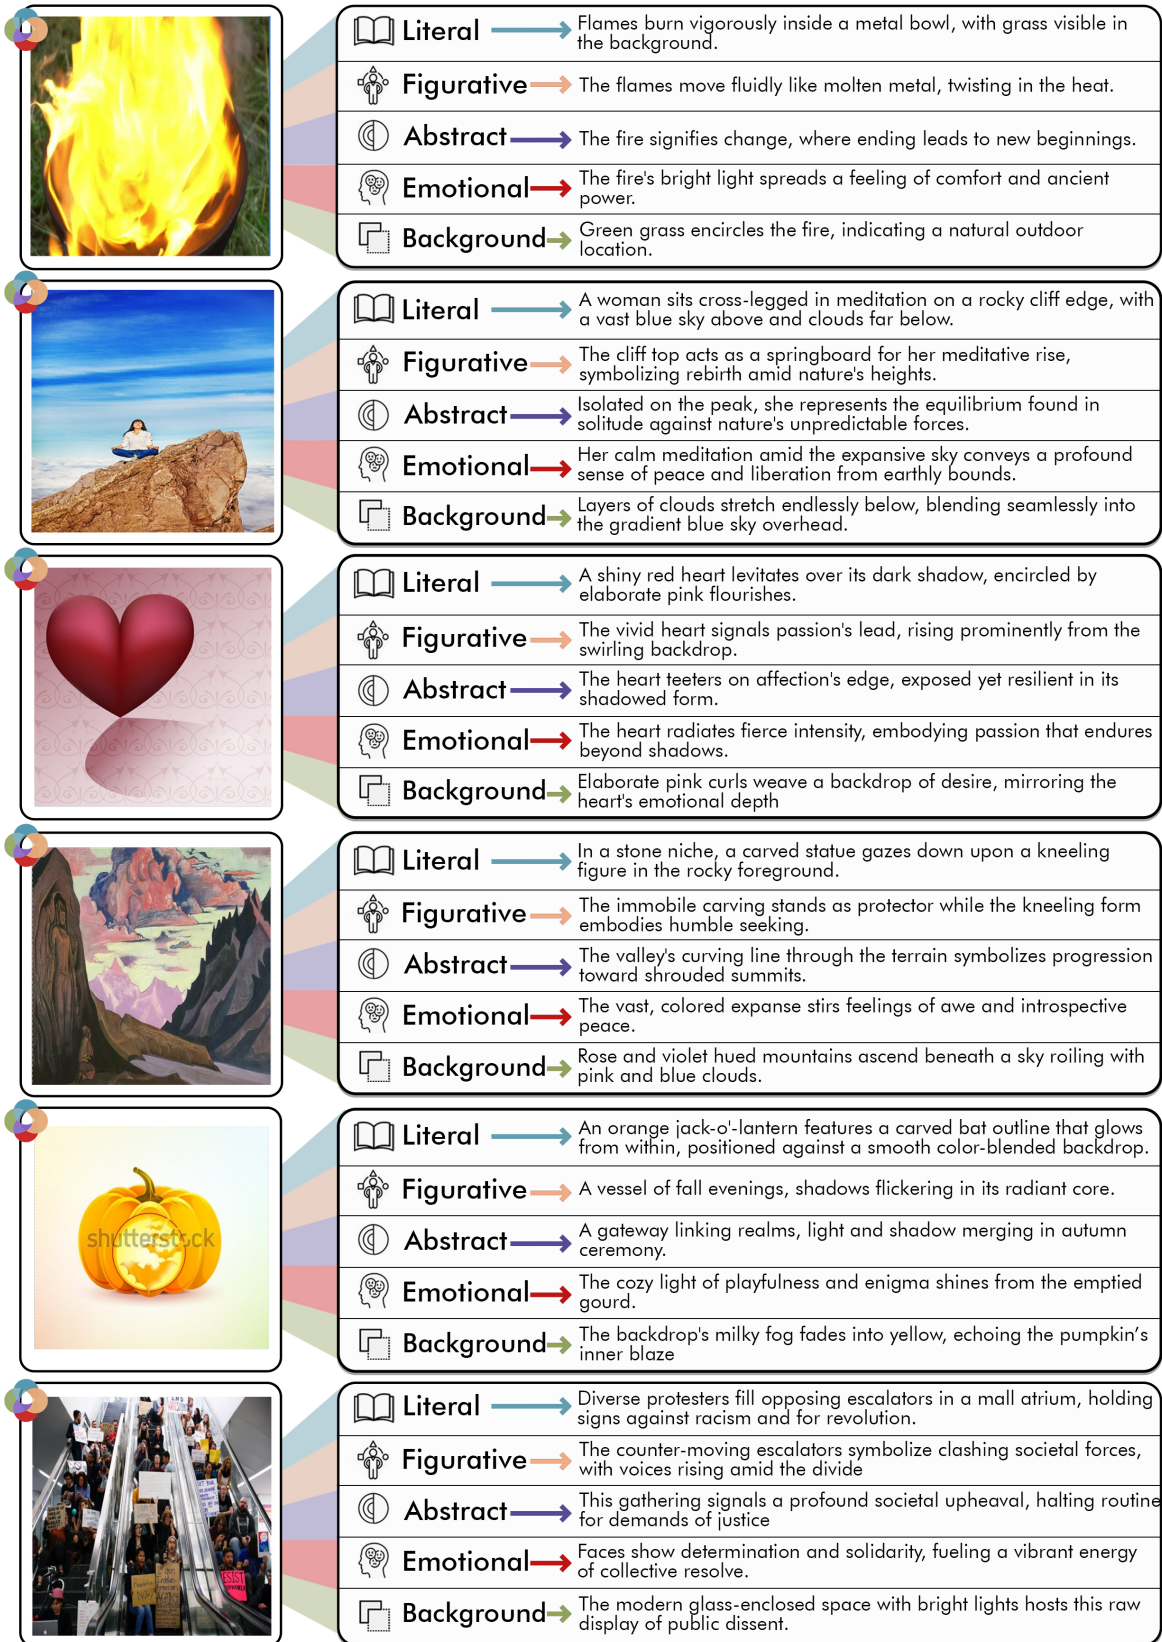 Literal
Flames burn vigorously inside a metal bowl, with grass visible in
the background.
Figurative
The flames move fluidly like molten metal, twisting in the heat.
Abstract
The fire signifies change, where ending leads to new beginnings.
Emotional
The fire's bright light spreads a feeling of comfort and ancient
power.
Background
Green grass encircles the fire, indicating a natural outdoor
location.
Literal
A woman sits cross-legged in meditation on a rocky cliff edge, with
a vast blue sky above and clouds far below.
Figurative
The cliff top acts as a springboard for her meditative rise,
symbolizing rebirth amid nature's heights.
Abstract
Isolated on the peak, she represents the equilibrium found in
solitude against nature's unpredictable forces.
Emotional
Her calm meditation amid the expansive sky conveys a profound
sense of peace and liberation from earthly bounds.
Background
Layers of clouds stretch endlessly below, blending seamlessly into
the gradient blue sky overhead.
Literal
A shiny red heart levitates over its dark shadow, encircled by
elaborate pink flourishes.
Figurative
The vivid heart signals passion's lead, rising prominently from the
swirling backdrop.
Abstract
The heart teeters on affection's edge, exposed yet resilient in its
shadowed form.
Emotional
The heart radiates fierce intensity, embodying passion that endures
beyond shadows.
Background
Elaborate pink curls weave a backdrop of desire, mirroring the
heart's emotional depth
Literal
In a stone niche, a carved statue gazes down upon a kneeling
figure in the rocky foreground.
Figurative
The immobile carving stands as protector while the kneeling form
embodies humble seeking.
Abstract
The valley's curving line through the terrain symbolizes progression
toward shrouded summits.
Emotional
The vast, colored expanse stirs feelings of awe and introspective
peace.
Background
Rose and violet hued mountains ascend beneath a sky roiling with
pink and blue clouds.
shutterstock
Literal
An orange jack-o'-lantern features a carved bat outline that glows
from within, positioned against a smooth color-blended backdrop.
Figurative
A vessel of fall evenings, shadows flickering in its radiant core.
Abstract
A gateway linking realms, light and shadow merging in autumn
ceremony.
Emotional
The cozy light of playfulness and enigma shines from the emptied
gourd.
Background
The backdrop's milky fog fades into yellow, echoing the pumpkin’s
inner blaze
RESIST
Literal
Diverse protesters fill opposing escalators in a mall atrium, holding
signs against racism and for revolution.
Figurative
The counter-moving escalators symbolize clashing societal forces,
with voices rising amid the divide
Abstract
This gathering signals a profound societal upheaval, halting routine
for demands of justice
Emotional
Faces show determination and solidarity, fueling a vibrant energy
of collective resolve.
Background
The modern glass-enclosed space with bright lights hosts this raw
display of public dissent.